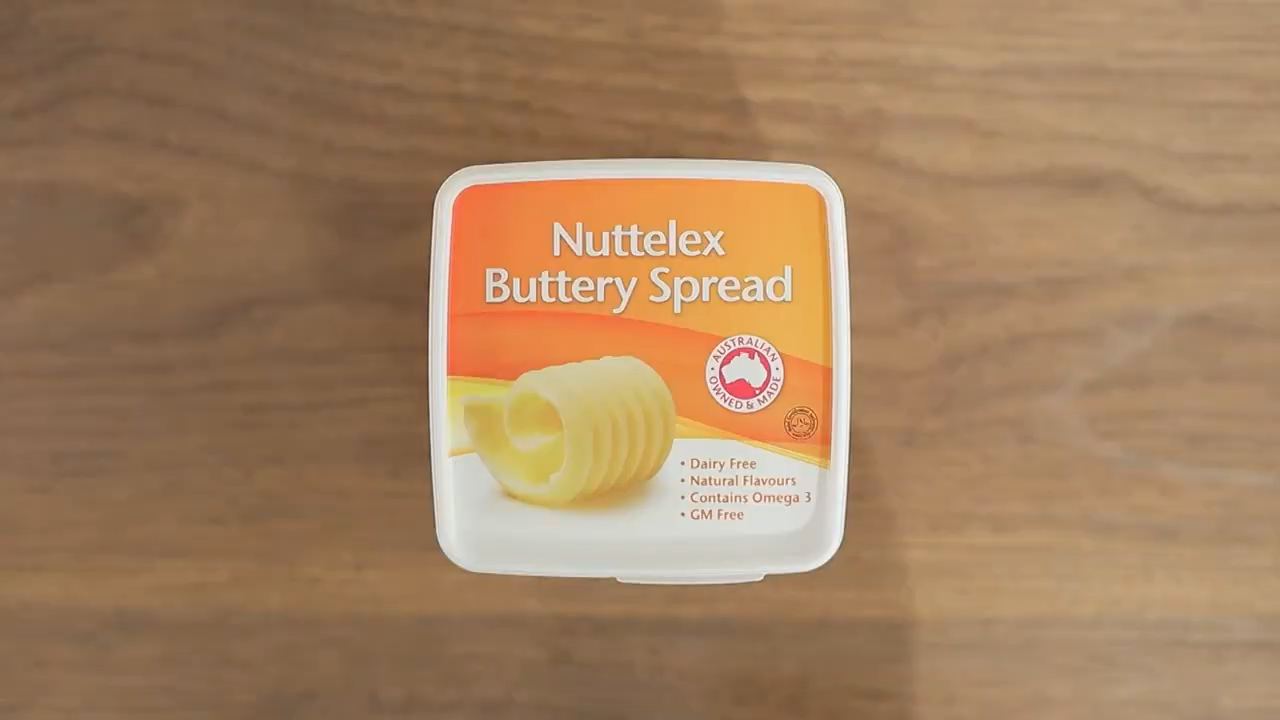 Nuttelex
Buttery Spread
AUSTRALIAN
OWNED & MADE
• Dairy Free
• Natural Flavours
• Contains Omega 3
• GM Free